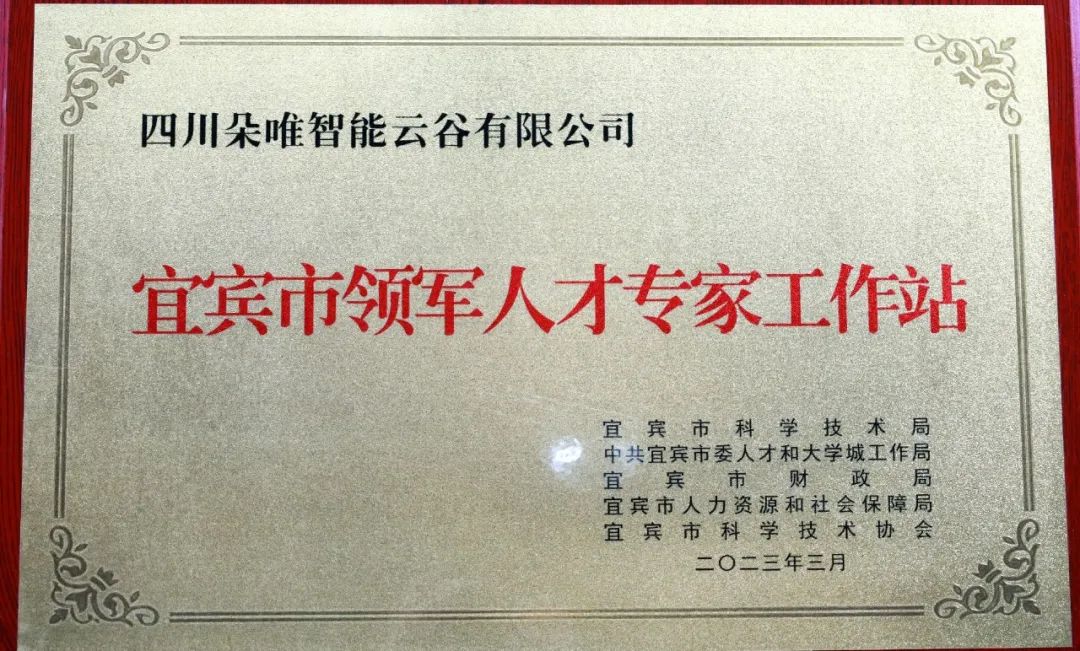 四川朵唯智能云谷有限公司
宜宾市领军人才专家工作站
宜宾市科学技术局
中共宜宾市委人才和大学城工作局
宜宾市财政局
宜宾市人力资源和社会保障局
宜宾市科学技术协会
二〇二三年三月